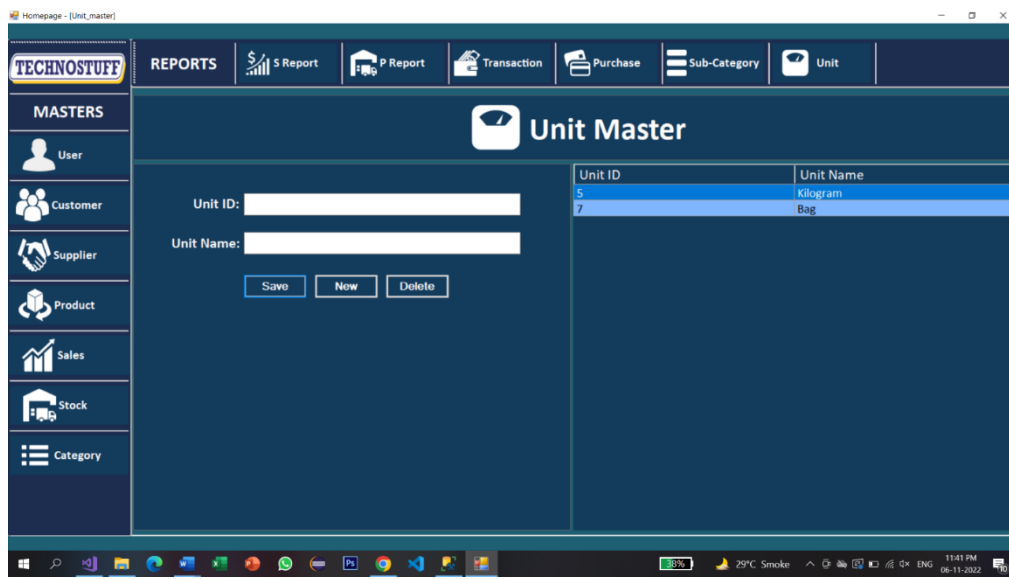 Homepage - [Unit_master]
TECHNOSTUFF
REPORTS
S Report
P Report
Transaction
Purchase
Sub-Category
Unit
MASTERS
User
Customer
Supplier
Product
Sales
Stock
Category
Unit Master
Unit ID:
Unit Name:
Save New Delete
Unit ID Unit Name
5 Kilogram
7 Bag
38%
29°C Smoke
ENG
11:41 PM
06-11-2022